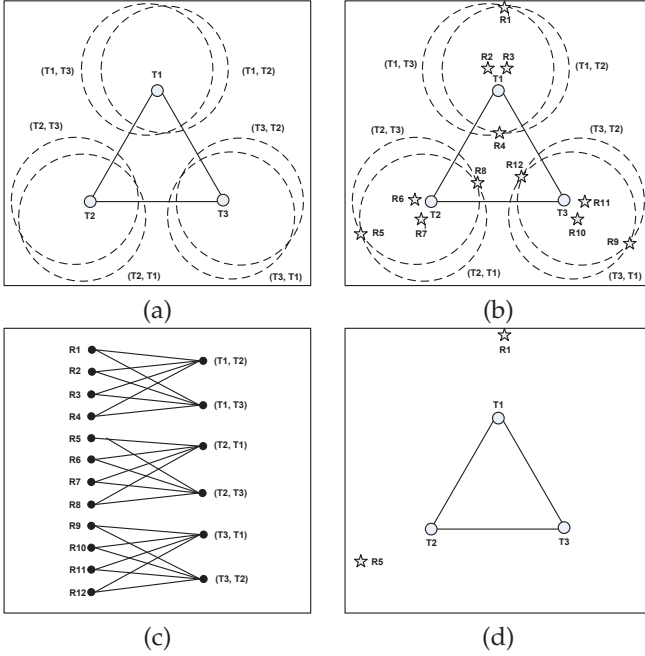 T1
(T1, T3)
(T1, T2)
(T2, T3)
(T3, T2)
T2
T3
(T2, T1)
(T3, T1)
(a)
R1
R2
R3
(T1, T3)
(T1, T2)
T1
R4
(T2, T3)
(T3, T2)
R8
R12
R6
T2
T3
R11
R7
R10
R5
R9
(T2, T1)
(T3, T1)
(b)
R1
(T1, T2)
R2
R3
(T1, T3)
R4
R5
(T2, T1)
R6
R7
(T2, T3)
R8
R9
(T3, T1)
R10
R11
(T3, T2)
R12
(c)
R1
T1
T2
T3
R5
(d)